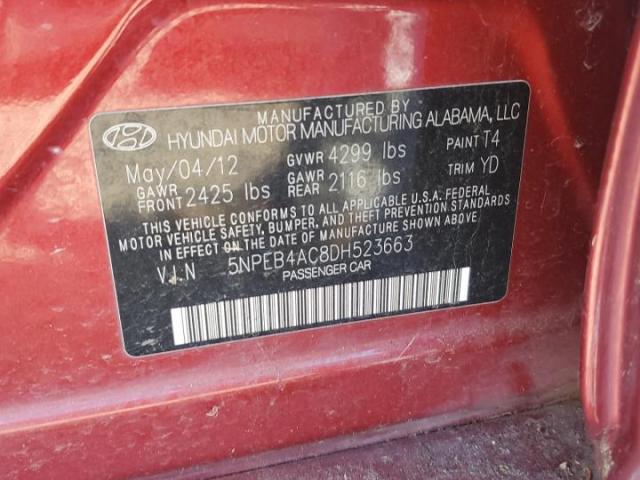 MANUFACTURED BY
HYUNDAI MOTOR MANUFACTURING ALABAMA, LLC
May/04/12 GVWR 4299 lbs PAINT T4
GAWR FRONT 2425 lbs GAWR REAR 2116 lbs TRIM YD
THIS VEHICLE CONFORMS TO ALL APPLICABLE U.S.A. FEDERAL
MOTOR VEHICLE SAFETY, BUMPER, AND THEFT PREVENTION STANDARDS
IN EFFECT ON THE DATE OF MANUFACTURE SHOWN ABOVE.
V.I.N 5NPEB4AC8DH523663
PASSENGER CAR